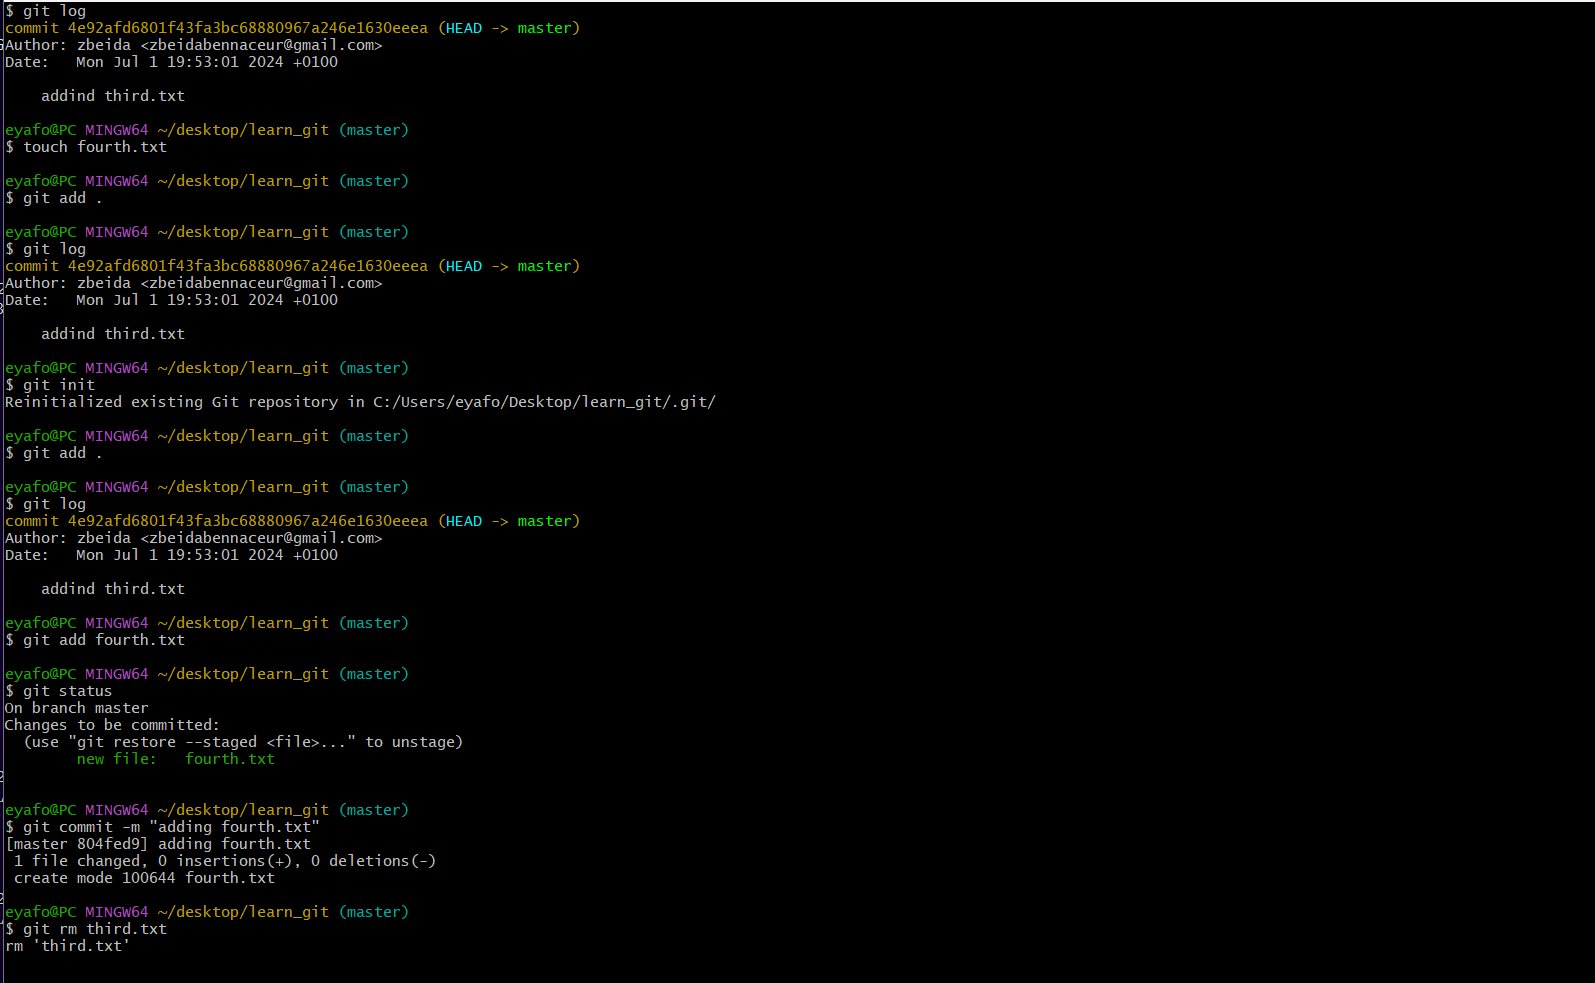 $ git log
commit 4e92afd6801f43fa3bc68880967a246e1630eeea (HEAD -> master)
Author: zbeida <zbeidabennaceur@gmail.com>
Date:   Mon Jul 1 19:53:01 2024 +0100

    addind third.txt

eyafo@PC MINGW64 ~/desktop/learn_git (master)
$ touch fourth.txt

eyafo@PC MINGW64 ~/desktop/learn_git (master)
$ git add .

eyafo@PC MINGW64 ~/desktop/learn_git (master)
$ git log
commit 4e92afd6801f43fa3bc68880967a246e1630eeea (HEAD -> master)
Author: zbeida <zbeidabennaceur@gmail.com>
Date:   Mon Jul 1 19:53:01 2024 +0100

    addind third.txt

eyafo@PC MINGW64 ~/desktop/learn_git (master)
$ git init
Reinitialized existing Git repository in C:/Users/eyafo/Desktop/learn_git/.git/

eyafo@PC MINGW64 ~/desktop/learn_git (master)
$ git add .

eyafo@PC MINGW64 ~/desktop/learn_git (master)
$ git log
commit 4e92afd6801f43fa3bc68880967a246e1630eeea (HEAD -> master)
Author: zbeida <zbeidabennaceur@gmail.com>
Date:   Mon Jul 1 19:53:01 2024 +0100

    addind third.txt

eyafo@PC MINGW64 ~/desktop/learn_git (master)
$ git add fourth.txt

eyafo@PC MINGW64 ~/desktop/learn_git (master)
$ git status
On branch master
Changes to be committed:
  (use "git restore --staged <file>..." to unstage)
        new file:   fourth.txt

eyafo@PC MINGW64 ~/desktop/learn_git (master)
$ git commit -m "adding fourth.txt"
[master 804fed9] adding fourth.txt
 1 file changed, 0 insertions(+), 0 deletions(-)
 create mode 100644 fourth.txt

eyafo@PC MINGW64 ~/desktop/learn_git (master)
$ git rm third.txt
rm 'third.txt'